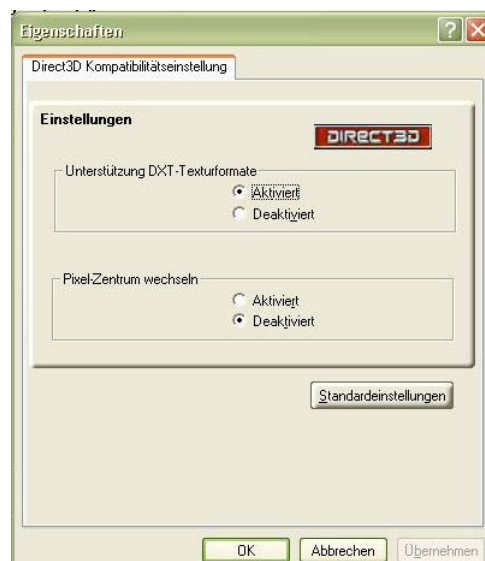 Eigenschaften
Direct3D Kompatibilitätseinstellung
Einstellungen
DIRECT3D
Unterstützung DXT-Texturformate
Aktiviert
Deaktiviert
Pixel-Zentrum wechseln
Aktiviert
Deaktiviert
Standardeinstellungen
OK
Abbrechen
Übernehmen